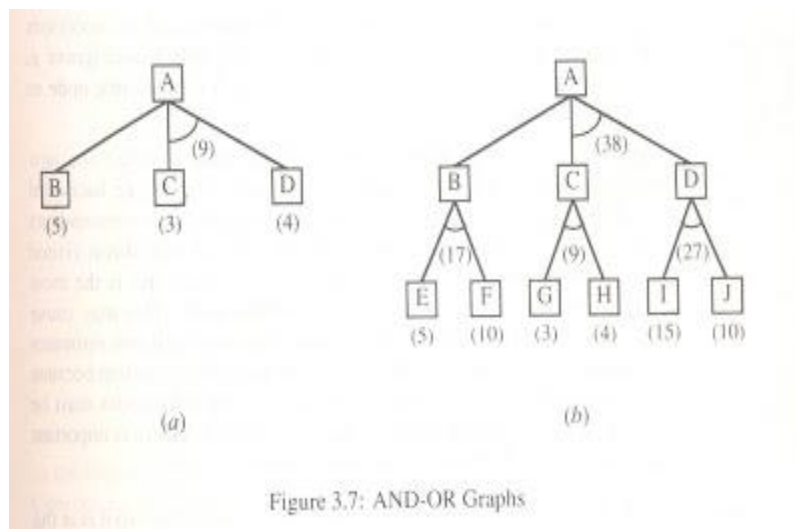 A
A
(9)
(38)
B
C
D
B
C
D
(5)
(3)
(4)
(17)
(9)
(27)
E
F
G
H
I
J
(5)
(10)
(3)
(4)
(15)
(10)
(a)
(b)
Figure 3.7: AND-OR Graphs